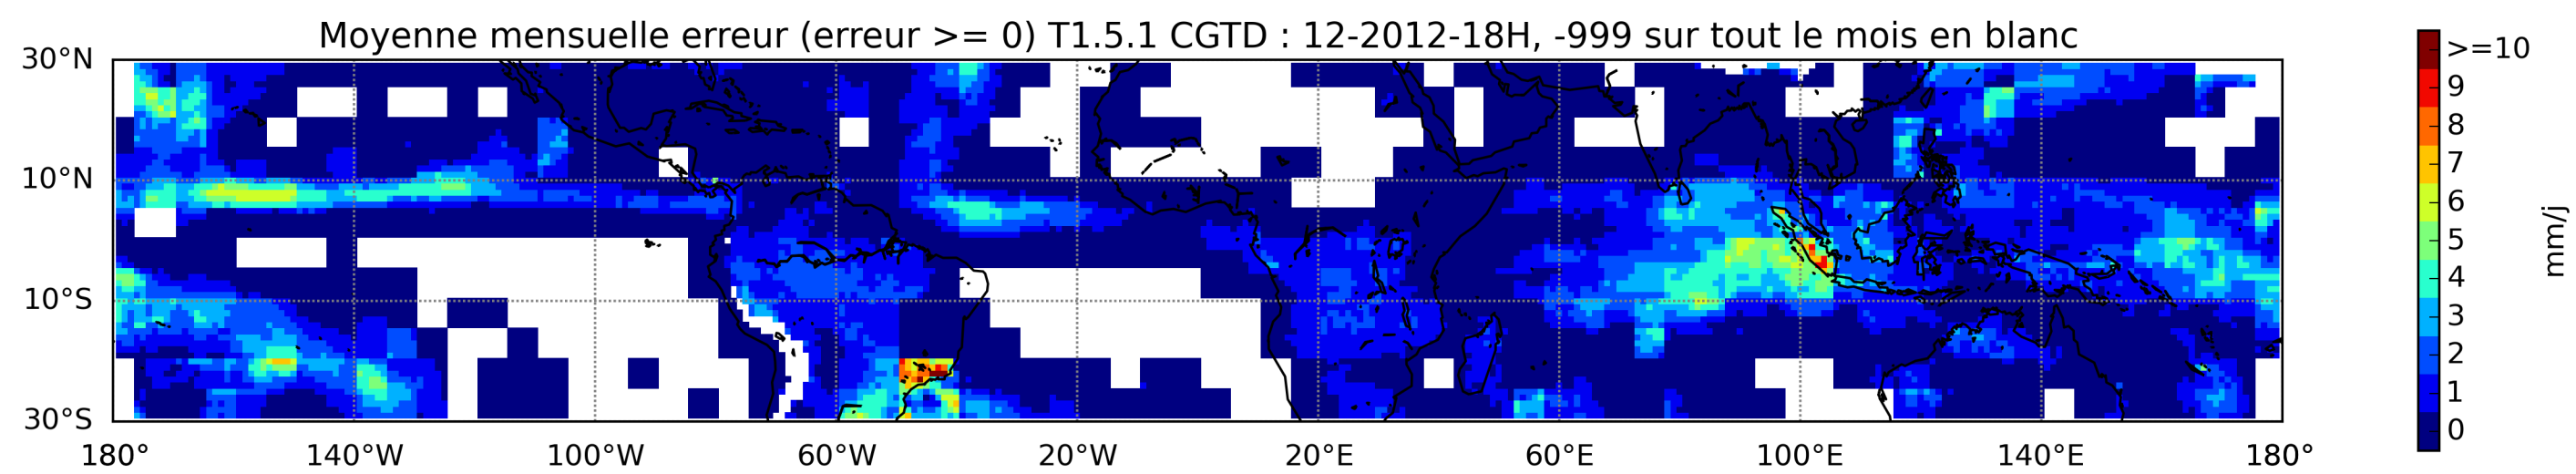 Moyenne mensuelle erreur (erreur >= 0) T1.5.1 CGTD : 12-2012-18H, -999 sur tout le mois en blanc
30°N
10°N
10°S
30°S
180° 140°W 100°W 60°W 20°W 20°E 60°E 100°E 140°E 180°
>=10
9
8
7
6
5
4
3
2
1
0
mm/j